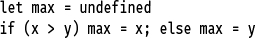 let max = undefined
if (x > y) max = x; else max = y